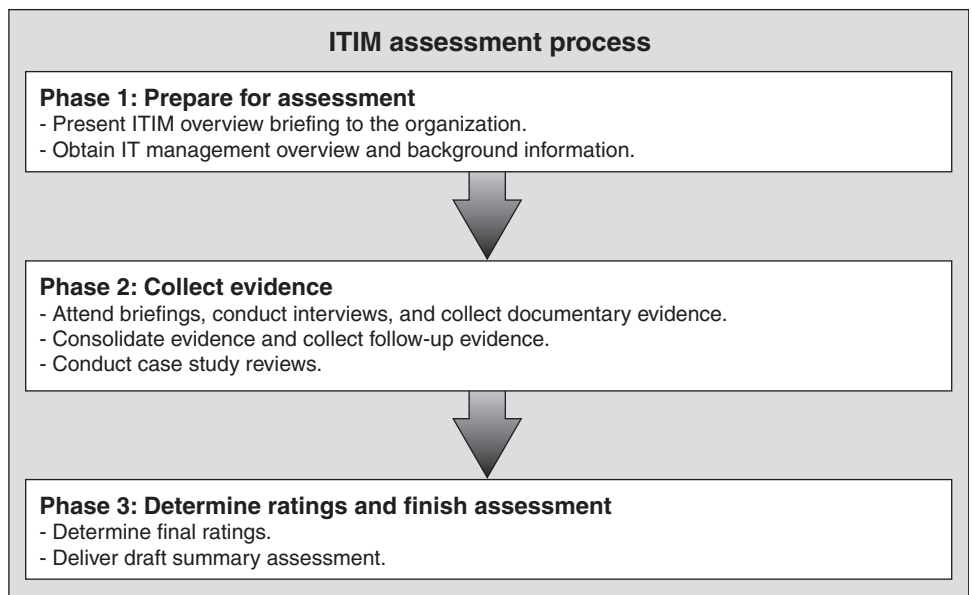 ITIM assessment process
Phase 1: Prepare for assessment
- Present ITIM overview briefing to the organization.
- Obtain IT management overview and background information.
Phase 2: Collect evidence
- Attend briefings, conduct interviews, and collect documentary evidence.
- Consolidate evidence and collect follow-up evidence.
- Conduct case study reviews.
Phase 3: Determine ratings and finish assessment
- Determine final ratings.
- Deliver draft summary assessment.